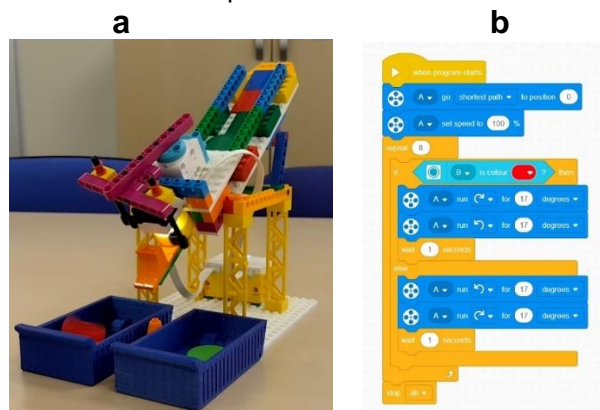 a b
when program starts
A go shortest path to position 0
A set speed to 100 %
repeat 8
if B is colour ? then
A run for 17 degrees
A run for 17 degrees
wait 1 seconds
else
A run for 17 degrees
A run for 17 degrees
wait 1 seconds
stop all